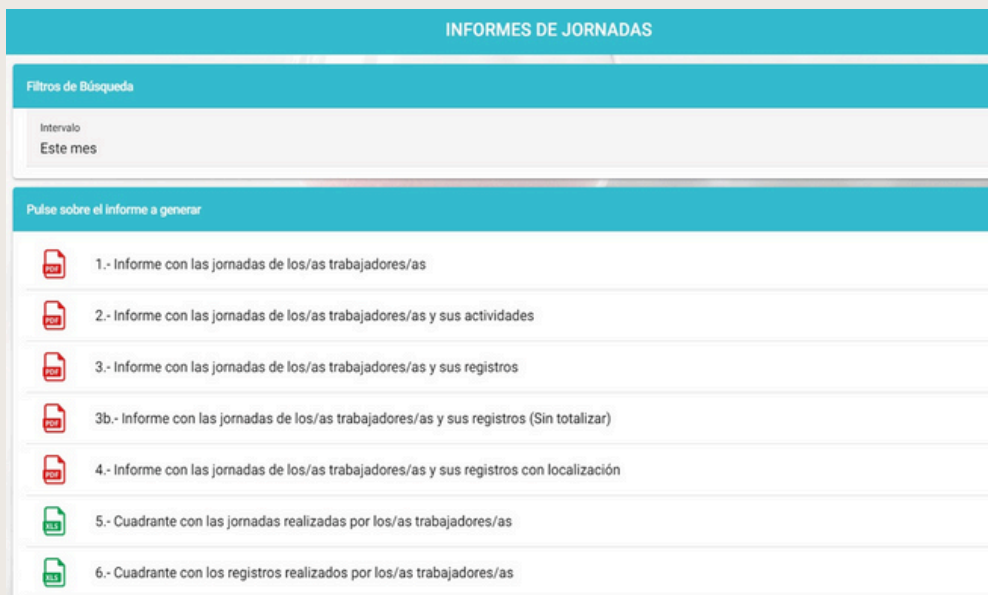 INFORMES DE JORNADAS
Filtros de Búsqueda
Intervalo
Este mes
Pulse sobre el informe a generar
PDF
1.- Informe con las jornadas de los/as trabajadores/as
PDF
2.- Informe con las jornadas de los/as trabajadores/as y sus actividades
PDF
3.- Informe con las jornadas de los/as trabajadores/as y sus registros
PDF
3b.- Informe con las jornadas de los/as trabajadores/as y sus registros (Sin totalizar)
PDF
4.- Informe con las jornadas de los/as trabajadores/as y sus registros con localización
XLS
5.- Cuadrante con las jornadas realizadas por los/as trabajadores/as
XLS
6.- Cuadrante con los registros realizados por los/as trabajadores/as